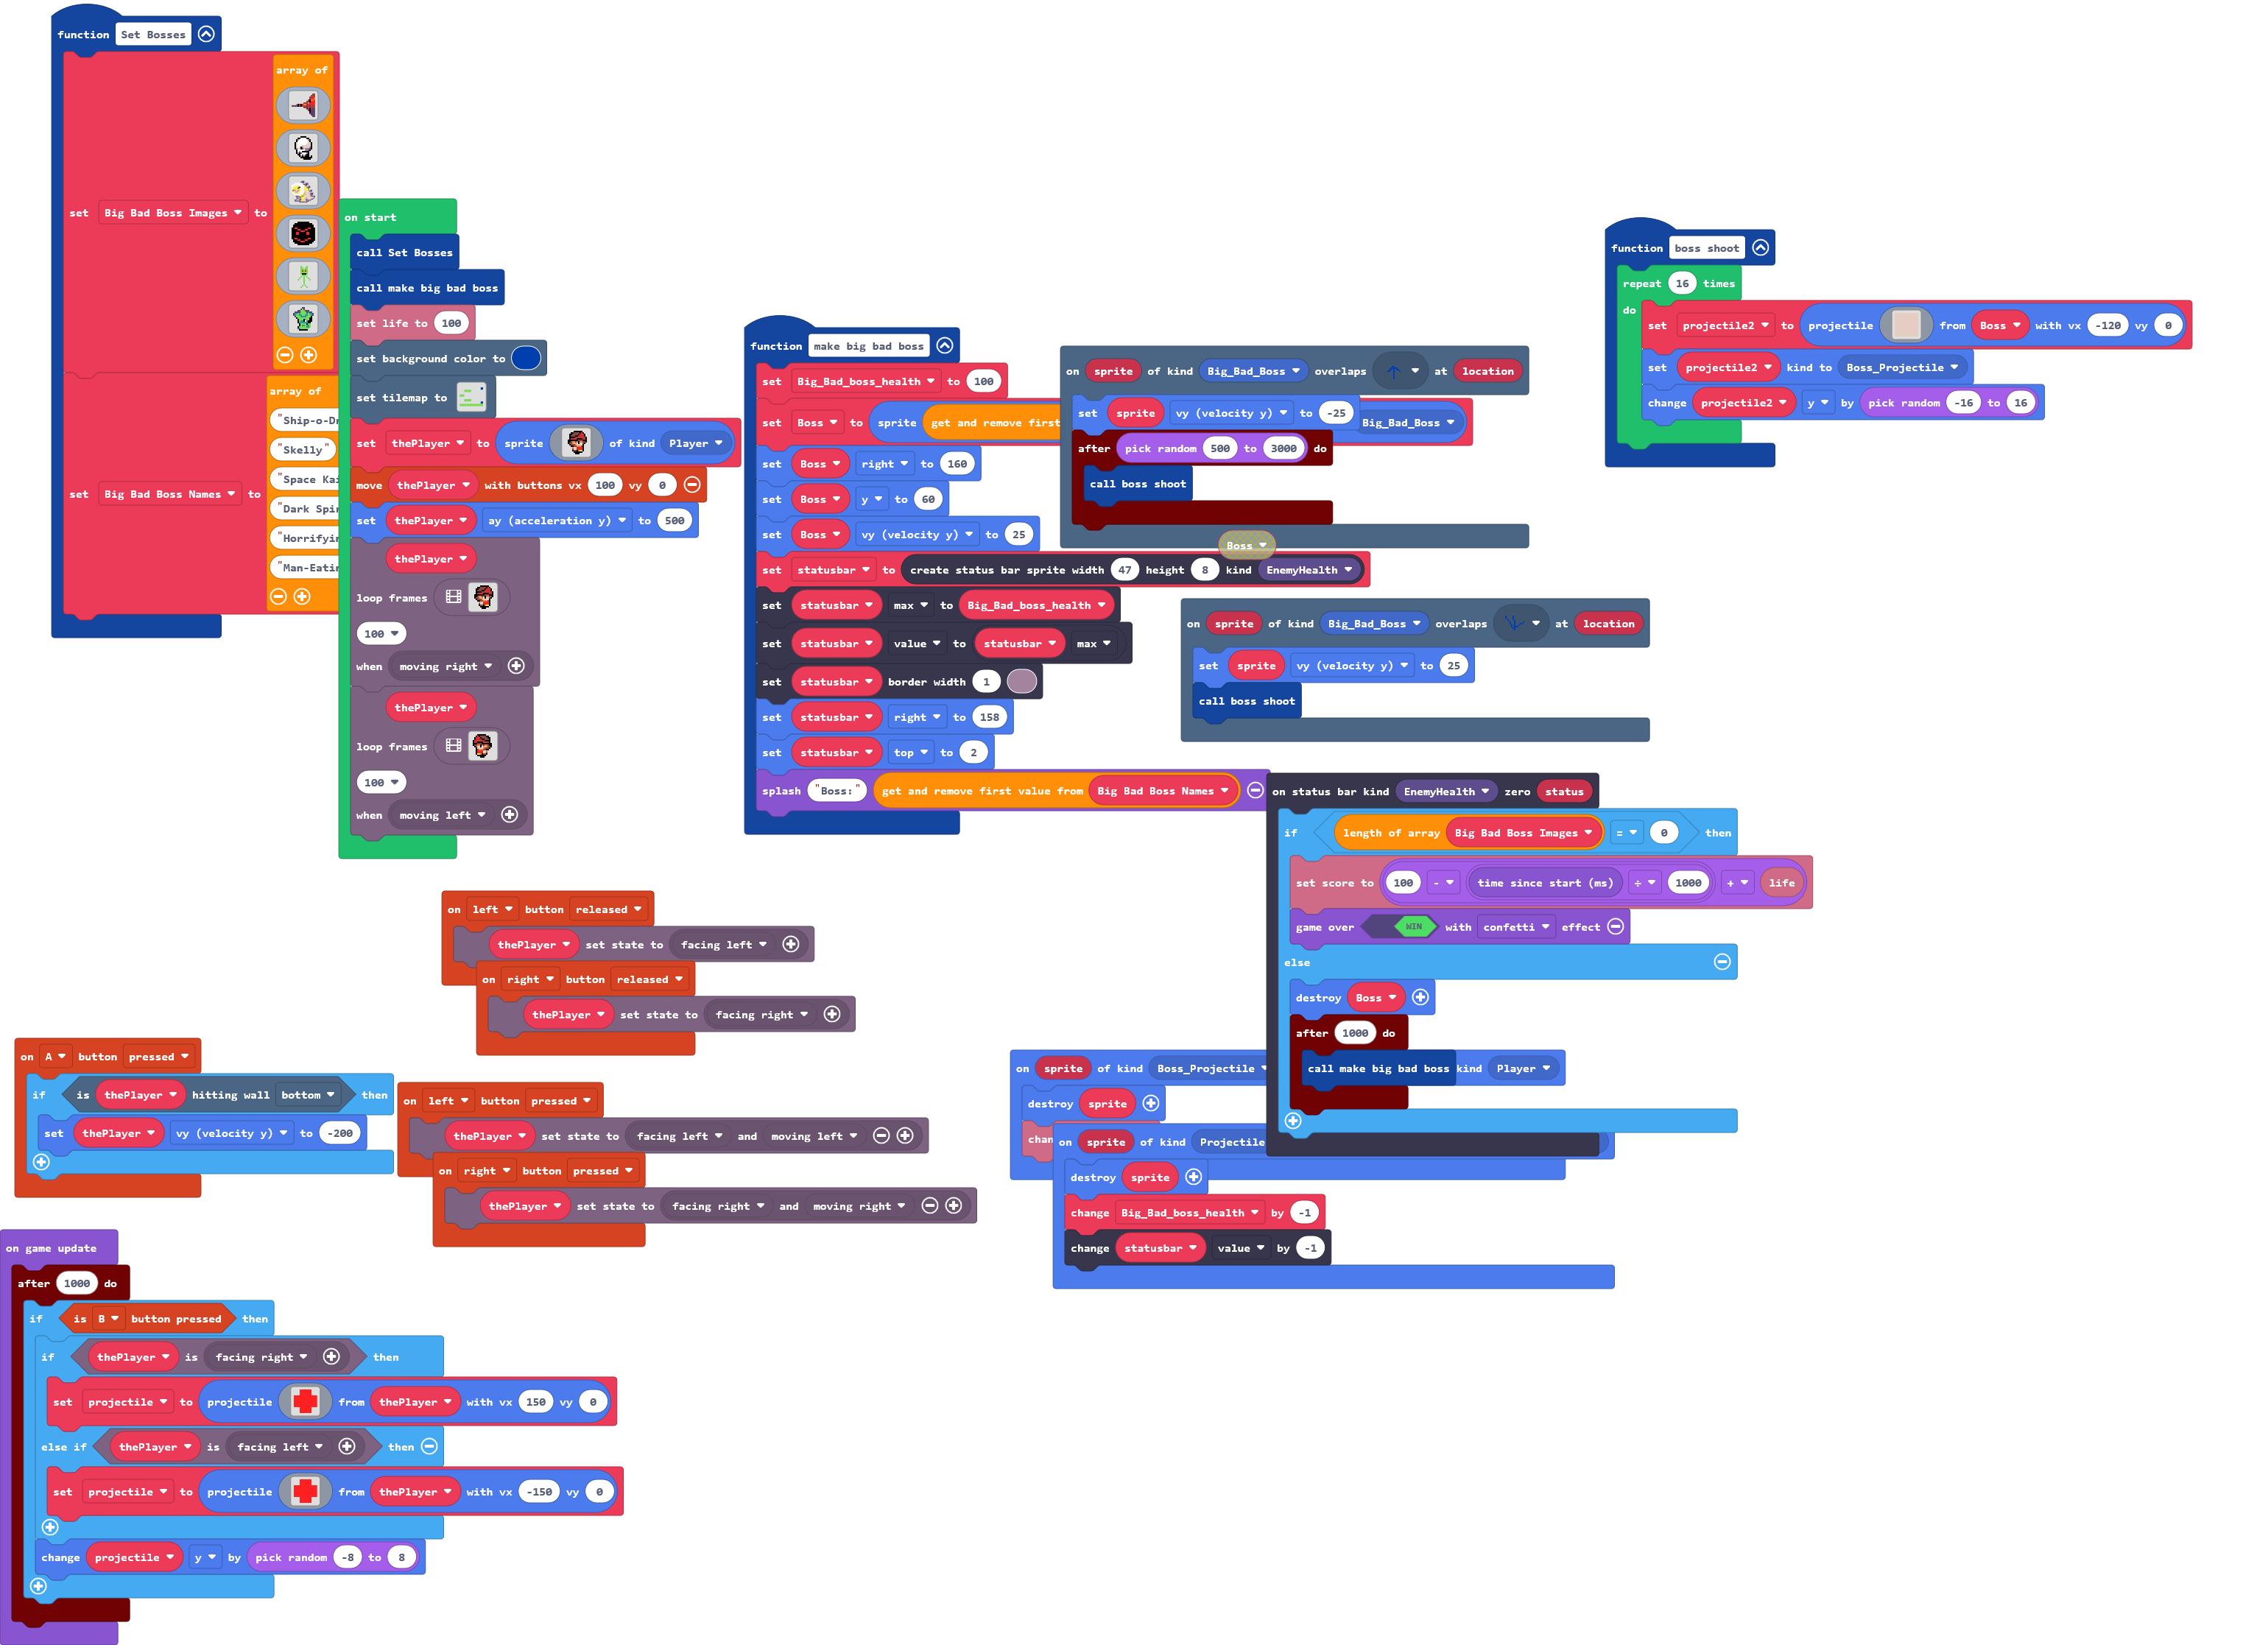 function Set Bosses
array of
set Big Bad Boss Images to
array of
"Ship-o-
"Skelly"
"Space
"Dark
set Big Bad Boss Names to
on start
call Set Bosses
call make big bad boss
set life to 100
set background color to
set tilemap to
set thePlayer to sprite of kind Player
move thePlayer with buttons vx 100 vy 0
set thePlayer ay (acceleration y) to 500
thePlayer
loop frames
100
when moving right
thePlayer
loop frames
100
when moving left
function make big bad boss
set Big_Bad_boss_health to 100
set Boss to sprite get and remove first Big_Bad_Boss
set Boss right to 160
set Boss y to 60
set Boss vy (velocity y) to 25
set statusbar to create status bar sprite width 47 height 8 kind EnemyHealth
set statusbar max to Big_Bad_boss_health
set statusbar value to statusbar max
set statusbar border width 1
set statusbar right to 158
set statusbar top to 2
splash "Boss:" get and remove first value from Big Bad Boss Names
on sprite of kind Big_Bad_Boss overlaps at location
set sprite vy (velocity y) to -25
after pick random 500 to 3000 do
call boss shoot
Boss
on sprite of kind Big_Bad_Boss overlaps at location
set sprite vy (velocity y) to 25
call boss shoot
function boss shoot
repeat 16 times
do
set projectile2 to projectile from Boss with vx -120 vy 0
set projectile2 kind to Boss_Projectile
change projectile2 y by pick random -16 to 16
on status bar kind EnemyHealth zero status
if length of array Big Bad Boss Images = 0 then
set score to 100 - time since start (ms) ÷ 1000 + life
game over WIN with confetti effect
else
destroy Boss
after 1000 do
call make big bad boss
on left button released
thePlayer set state to facing left
on right button released
thePlayer set state to facing right
on A button pressed
if is thePlayer hitting wall bottom then
set thePlayer vy (velocity y) to -200
on left button pressed
thePlayer set state to facing left and moving left
on right button pressed
thePlayer set state to facing right and moving right
on sprite of kind Boss_Projectile kind Player
destroy sprite
on sprite of kind Projectile
destroy sprite
change Big_Bad_boss_health by -1
change statusbar value by -1
on game update
after 1000 do
if is B button pressed then
if thePlayer is facing right then
set projectile to projectile from thePlayer with vx 150 vy 0
else if thePlayer is facing left then
set projectile to projectile from thePlayer with vx -150 vy 0
change projectile y by pick random -8 to 8